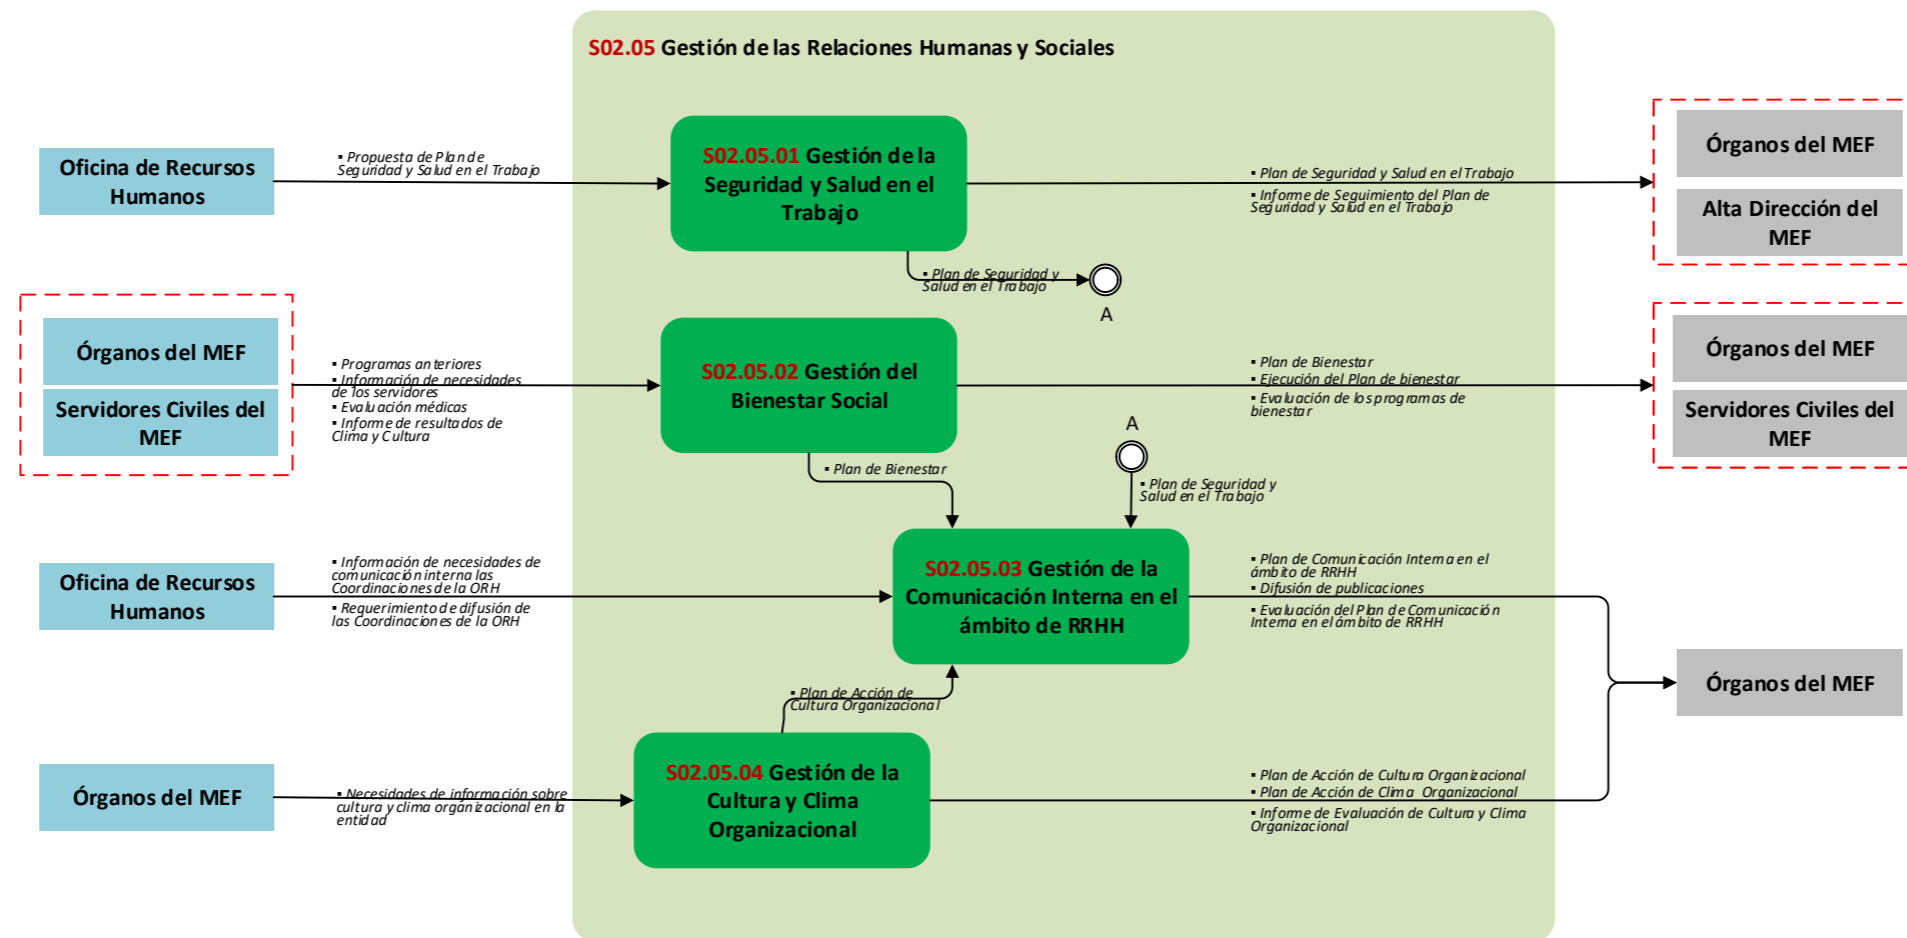 S02.05 Gestión de las Relaciones Humanas y Sociales
Oficina de Recursos
Humanos
▪ Propuesta de Plan de
Seguridad y Salud en el Trabajo
S02.05.01 Gestión de la
Seguridad y Salud en el
Trabajo
▪ Plan de Seguridad y Salud en el Trabajo
▪ Informe de Seguimiento del Plan de
Seguridad y Salud en el Trabajo
Órganos del MEF
Alta Dirección del
MEF
▪ Plan de Seguridad y
Salud en el Trabajo
A
Órganos del MEF
Servidores Civiles del
MEF
▪ Programas anteriores
▪ Información de necesidades
de los servidores
▪ Evaluación médicas
▪ Informe de resultados de
Clima y Cultura
S02.05.02 Gestión del
Bienestar Social
▪ Plan de Bienestar
▪ Ejecución del Plan de bienestar
▪ Evaluación de los programas de
bienestar
Órganos del MEF
Servidores Civiles del
MEF
▪ Plan de Bienestar
A
▪ Plan de Seguridad y
Salud en el Trabajo
Oficina de Recursos
Humanos
▪ Información de necesidades de
comunicación interna las
Coordinaciones de la ORH
▪ Requerimiento de difusión de
las Coordinaciones de la ORH
S02.05.03 Gestión de la
Comunicación Interna en el
ámbito de RRHH
▪ Plan de Comunicación Interna en el
ámbito de RRHH
▪ Difusión de publicaciones
▪ Evaluación del Plan de Comunicación
Interna en el ámbito de RRHH
Órganos del MEF
▪ Plan de Acción de
Cultura Organizacional
Órganos del MEF
▪ Necesidades de información sobre
cultura y clima organizacional en la
entidad
S02.05.04 Gestión de la
Cultura y Clima
Organizacional
▪ Plan de Acción de Cultura Organizacional
▪ Plan de Acción de Clima Organizacional
▪ Informe de Evaluación de Cultura y Clima
Organizacional